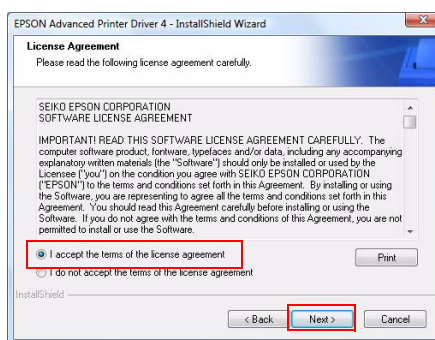 EPSON Advanced Printer Driver 4 - InstallShield Wizard
License Agreement
Please read the following license agreement carefully.
SEIKO EPSON CORPORATION
SOFTWARE LICENSE AGREEMENT
IMPORTANT! READ THIS SOFTWARE LICENSE AGREEMENT CAREFULLY. The
computer software product, fontware, typefaces and/or data, including any accompanying
explanatory written materials (the "Software") should only be installed or used by the
Licensee ("you") on the condition you agree with SEIKO EPSON CORPORATION
("EPSON") to the terms and conditions set forth in this Agreement. By installing or using
the Software, you are representing to agree all the terms and conditions set forth in this
Agreement. You should read this Agreement carefully before installing or using the
Software. If you do not agree with the terms and conditions of this Agreement, you are not
permitted to install or use the Software.
I accept the terms of the license agreement
Print
I do not accept the terms of the license agreement
InstallShield
< Back
Next >
Cancel